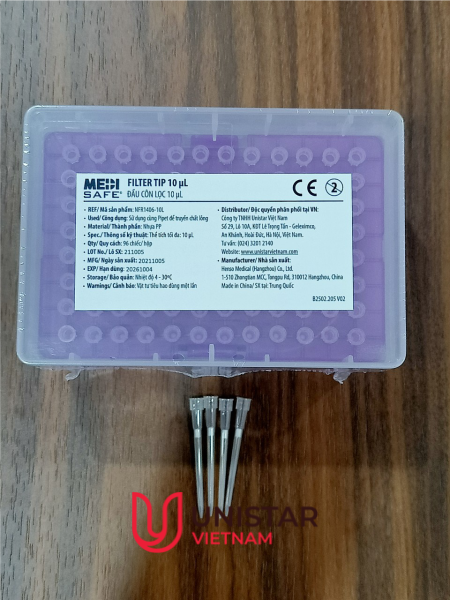 MEDI SAFE®
FILTER TIP 10 µL
ĐẦU CÔN LỌC 10 µL
CE
2
• REF/ Mã sản phẩm: NFR1406-10L
• Used/ Công dụng: Sử dụng cùng Pipet để truyền chất lỏng
• Material/ Thành phần: Nhựa PP
• Spec./ Thông số kỹ thuật: Thể tích tối đa: 10 µL
• Qty/ Quy cách: 96 chiếc/ hộp
• LOT No./ Lô SX: 211005
• MFG/ Ngày sản xuất: 20211005
• EXP/ Hạn dùng: 20261004
• Storage/ Bảo quản: Nhiệt độ 4 - 30ºC
• Warnings/ Cảnh báo: Vật tư tiêu hao dùng một lần
• Distributor/ Độc quyền phân phối tại VN:
Công ty TNHH Unistar Việt Nam
Số 29, Lô 10A, KĐT Lê Trọng Tấn - Geleximco,
An Khánh, Hoài Đức, Hà Nội, Việt Nam.
Tư vấn: (024) 3201 2140
Website: www.unistarvietnam.com
• Manufacturer/ Nhà sản xuất:
Henso Medical (Hangzhou) Co., Ltd.
1-510 Zhongtian MCC, Tongpu Rd, 310012 Hangzhou, China
Made in China/ SX tại: Trung Quốc
B2502.205 V02
UNISTAR
VIETNAM